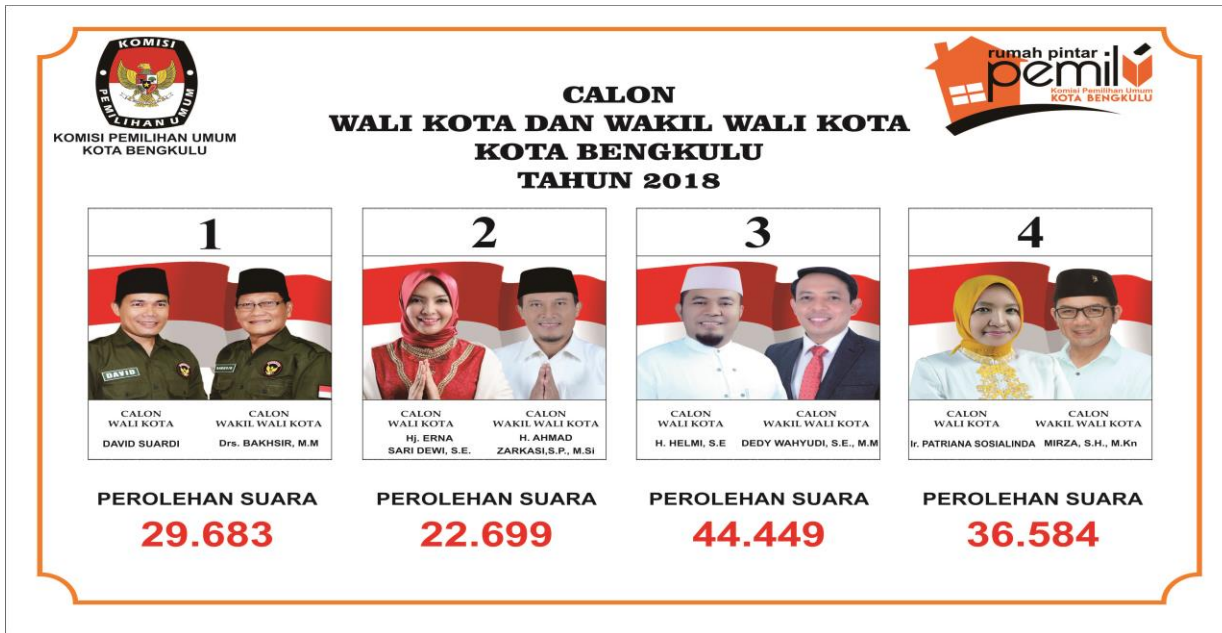 KOMISI
PEMILIHAN UMUM
KOMISI PEMILIHAN UMUM
KOTA BENGKULU
rumah pintar
pemilu
Komisi Pemilihan Umum
KOTA BENGKULU
CALON
WALI KOTA DAN WAKIL WALI KOTA
KOTA BENGKULU
TAHUN 2018
1
DAVID
CALON WALI KOTA
DAVID SUARDI
CALON WAKIL WALI KOTA
Drs. BAKHSIR, M.M
PEROLEHAN SUARA
29.683
2
CALON WALI KOTA
Hj. ERNA
SARI DEWI, S.E.
CALON WAKIL WALI KOTA
H. AHMAD
ZARKASI,S.P., M.Si
PEROLEHAN SUARA
22.699
3
CALON WALI KOTA
H. HELMI, S.E
CALON WAKIL WALI KOTA
DEDY WAHYUDI, S.E., M.M
PEROLEHAN SUARA
44.449
4
CALON WALI KOTA
Ir. PATRIANA SOSIALINDA
CALON WAKIL WALI KOTA
MIRZA, S.H., M.Kn
PEROLEHAN SUARA
36.584